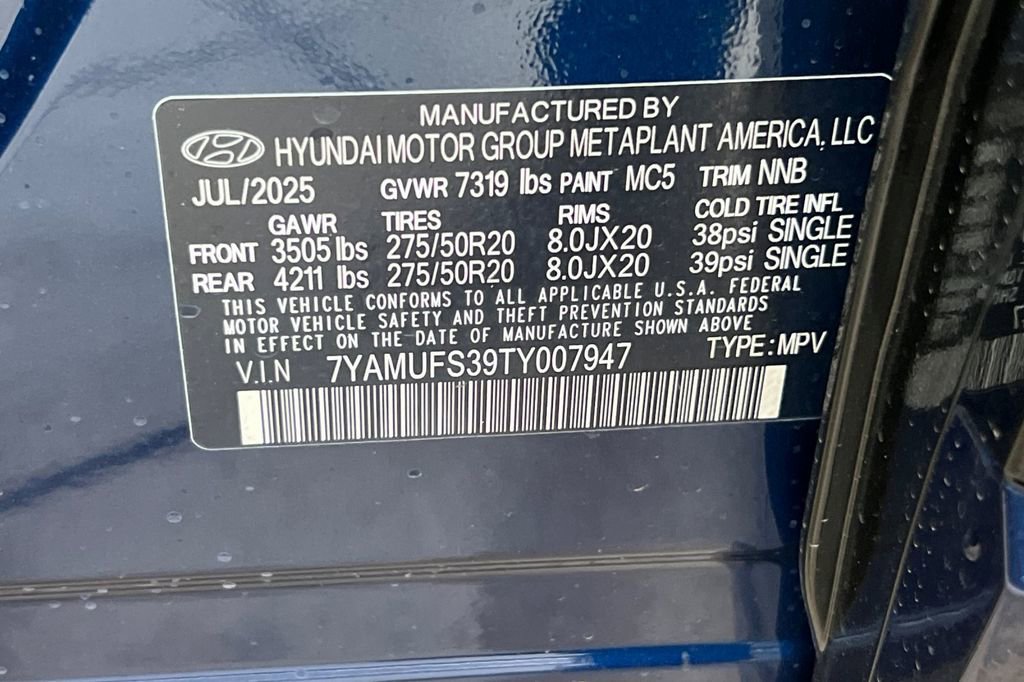 MANUFACTURED BY
HYUNDAI MOTOR GROUP METAPLANT AMERICA, LLC
JUL/2025 GVWR 7319 lbs PAINT MC5 TRIM NNB
GAWR TIRES RIMS COLD TIRE INFL
FRONT 3505 lbs 275/50R20 8.0JX20 38psi SINGLE
REAR 4211 lbs 275/50R20 8.0JX20 39psi SINGLE
THIS VEHICLE CONFORMS TO ALL APPLICABLE U.S.A. FEDERAL
MOTOR VEHICLE SAFETY AND THEFT PREVENTION STANDARDS
IN EFFECT ON THE DATE OF MANUFACTURE SHOWN ABOVE
V.I.N 7YAMUFS39TY007947 TYPE:MPV